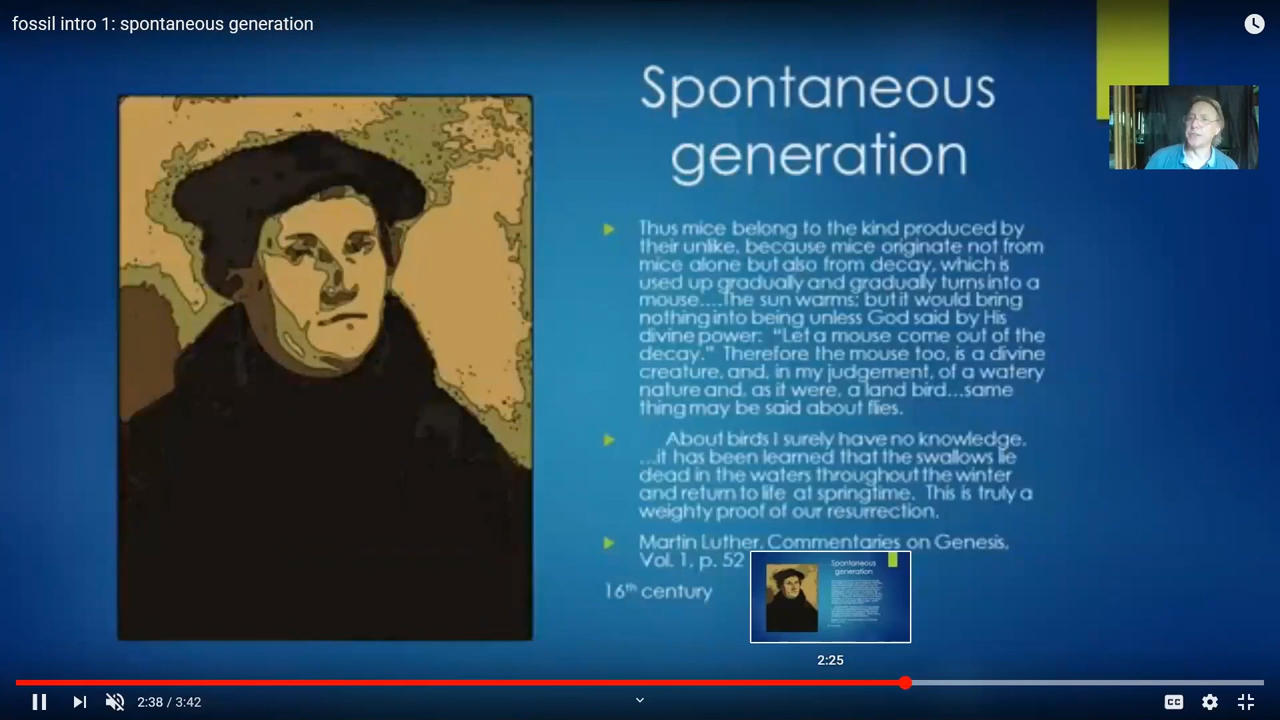 fossil intro 1: spontaneous generation
Spontaneous
generation
Thus mice belong to the kind produced by
their unlike, because mice originate not from
mice alone but also from decay, which is
used up gradually and gradually turns into a
mouse....The sun warms; but it would bring
nothing into being unless God said by His
divine power: “Let a mouse come out of the
decay.” Therefore the mouse too, is a divine
creature, and, in my judgement, of a watery
nature and, as it were, a land bird...same
thing may be said about flies.
About birds I surely have no knowledge.
...it has been learned that the swallows lie
dead in the waters throughout the winter
and return to life at springtime. This is truly a
weighty proof of our resurrection.
Martin Luther, Commentaries on Genesis,
Vol. 1, p. 52
16th century
Spontaneous
generation
2:25
2:38 / 3:42
CC